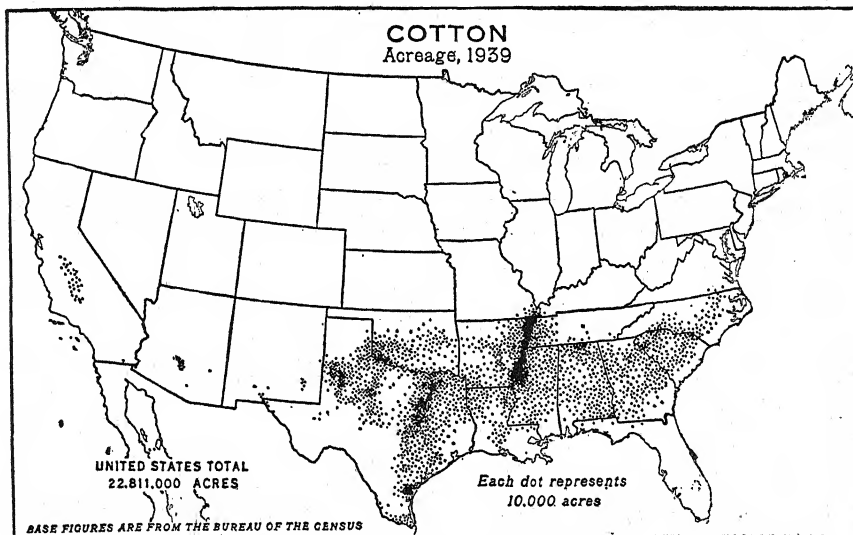 COTTON
Acreage, 1939
UNITED STATES TOTAL
22,811,000 ACRES
Each dot represents
10,000 acres
BASE FIGURES ARE FROM THE BUREAU OF THE CENSUS